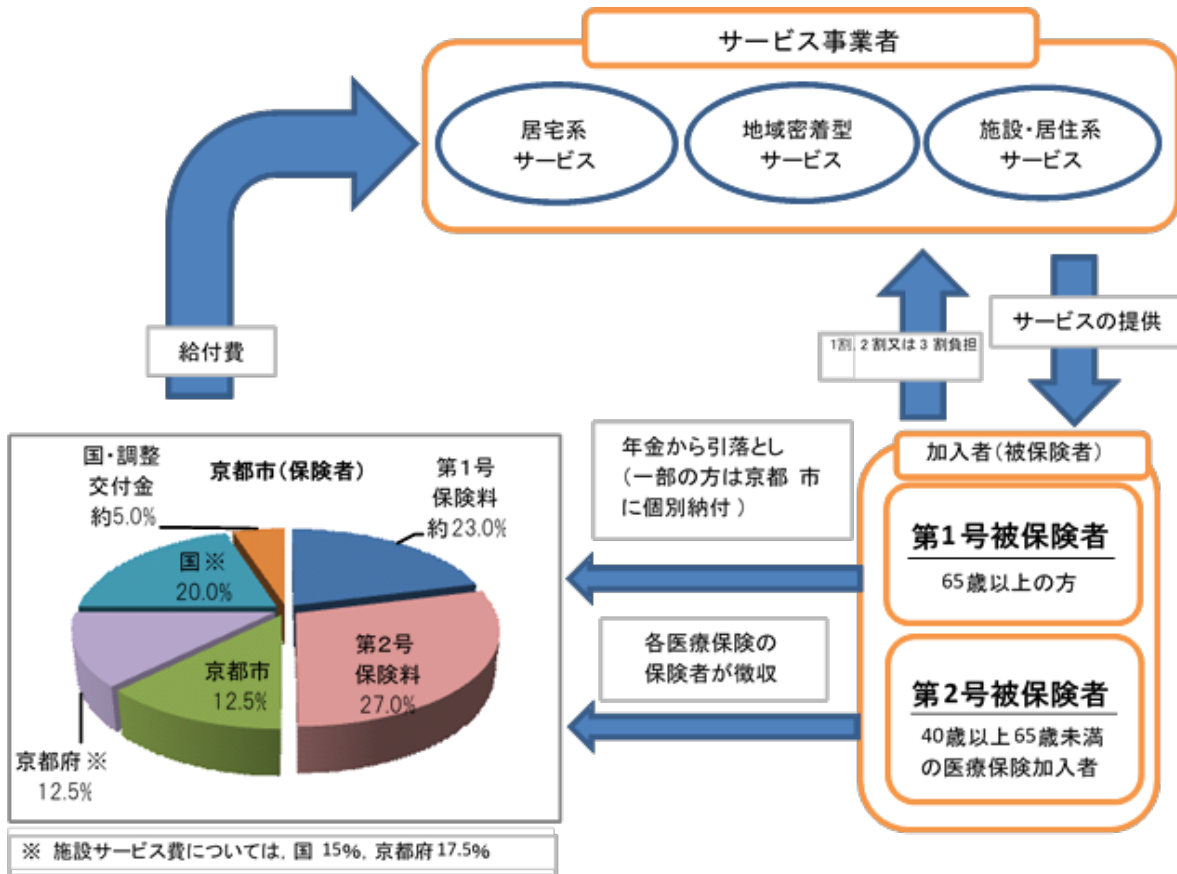 サービス事業者
居宅系
サービス
地域密着型
サービス
施設・居住系
サービス
給付費
1割, 2割又は3 割負担
サービスの提供
京都市(保険者)
国・調整
交付金
約5.0%
第1号
保険料
約23.0%
国※
20.0%
第2号
保険料
27.0%
京都市
12.5%
京都府※
12.5%
※ 施設サービス費については, 国 15%, 京都府17.5%
年金から引落とし
(一部の方は京都 市
に個別納付 )
各医療保険の
保険者が徴収
加入者(被保険者)
第1号被保険者
65歳以上の方
第2号被保険者
40歳以上65歳未満
の医療保険加入者